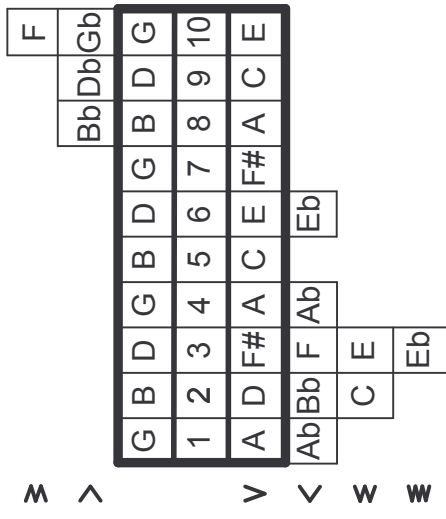 F
Bb Db Gb
G B D G B D G B D G
1 2 3 4 5 6 7 8 9 10
A D F# A C E F# A C E
Ab Bb F Ab Eb
C E
Eb